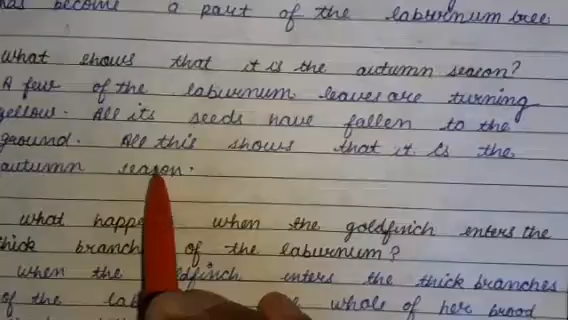 become a part of the laburnum tree
What shows that it is the autumn season?
A few of the laburnum leaves are turning
yellow. All its seeds have fallen to the
ground. All this shows that it is the
autumn season.
what when the goldfinch enters the
thick branch of the laburnum?
when the enters the thick branches
of the whole of her brood